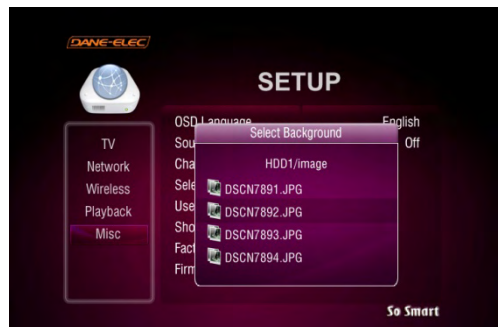 DANE-ELEC
SETUP
OSD Language English
Sou Off
Cha
Sele
Use
Sho
Fact
Firm
Select Background
HDD1/image
DSCN7891.JPG
DSCN7892.JPG
DSCN7893.JPG
DSCN7894.JPG
TV
Network
Wireless
Playback
Misc
So Smart